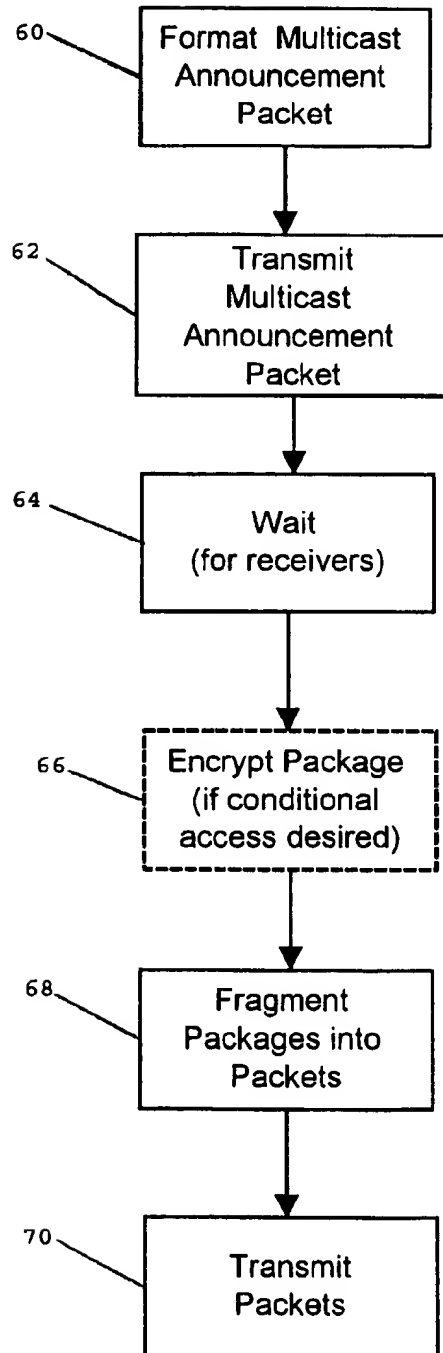 60
Format Multicast
Announcement
Packet
62
Transmit
Multicast
Announcement
Packet
64
Wait
(for receivers)
66
Encrypt Package
(if conditional
access desired)
68
Fragment
Packages into
Packets
70
Transmit
Packets